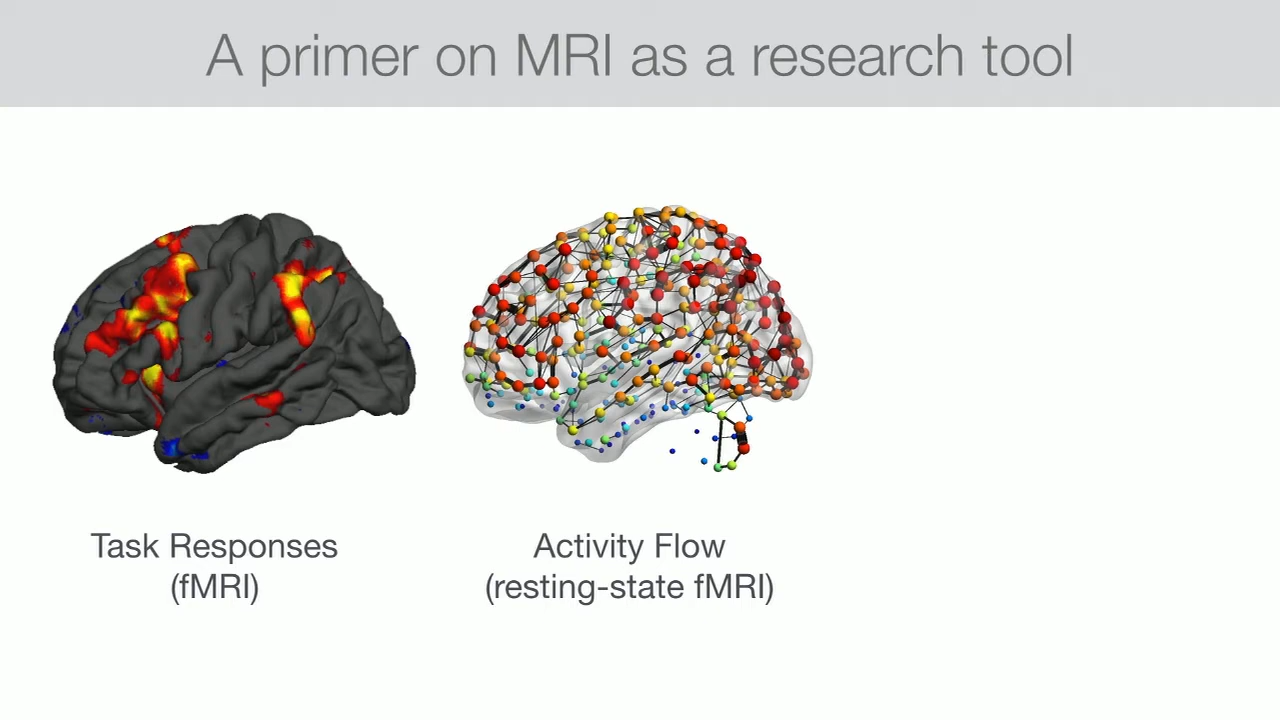 A primer on MRI as a research tool
Task Responses
(fMRI)
Activity Flow
(resting-state fMRI)